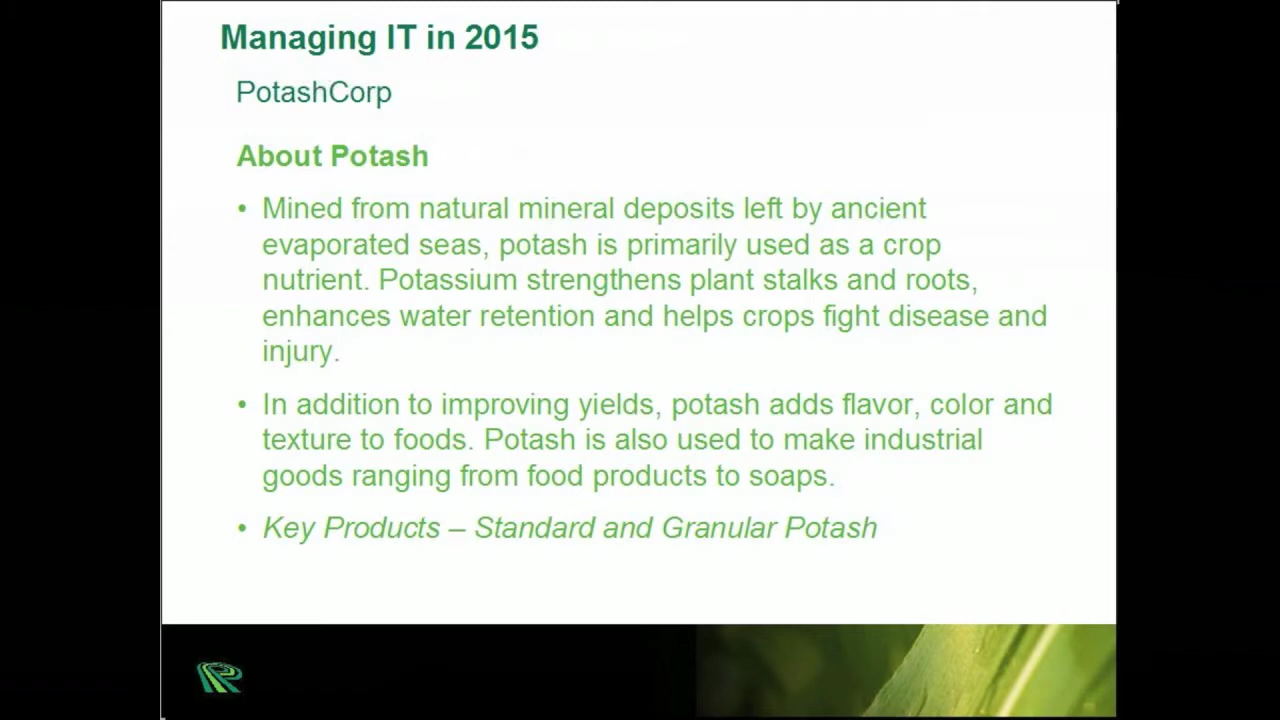 Managing IT in 2015
PotashCorp
About Potash
• Mined from natural mineral deposits left by ancient
evaporated seas, potash is primarily used as a crop
nutrient. Potassium strengthens plant stalks and roots,
enhances water retention and helps crops fight disease and
injury.
• In addition to improving yields, potash adds flavor, color and
texture to foods. Potash is also used to make industrial
goods ranging from food products to soaps.
• Key Products – Standard and Granular Potash